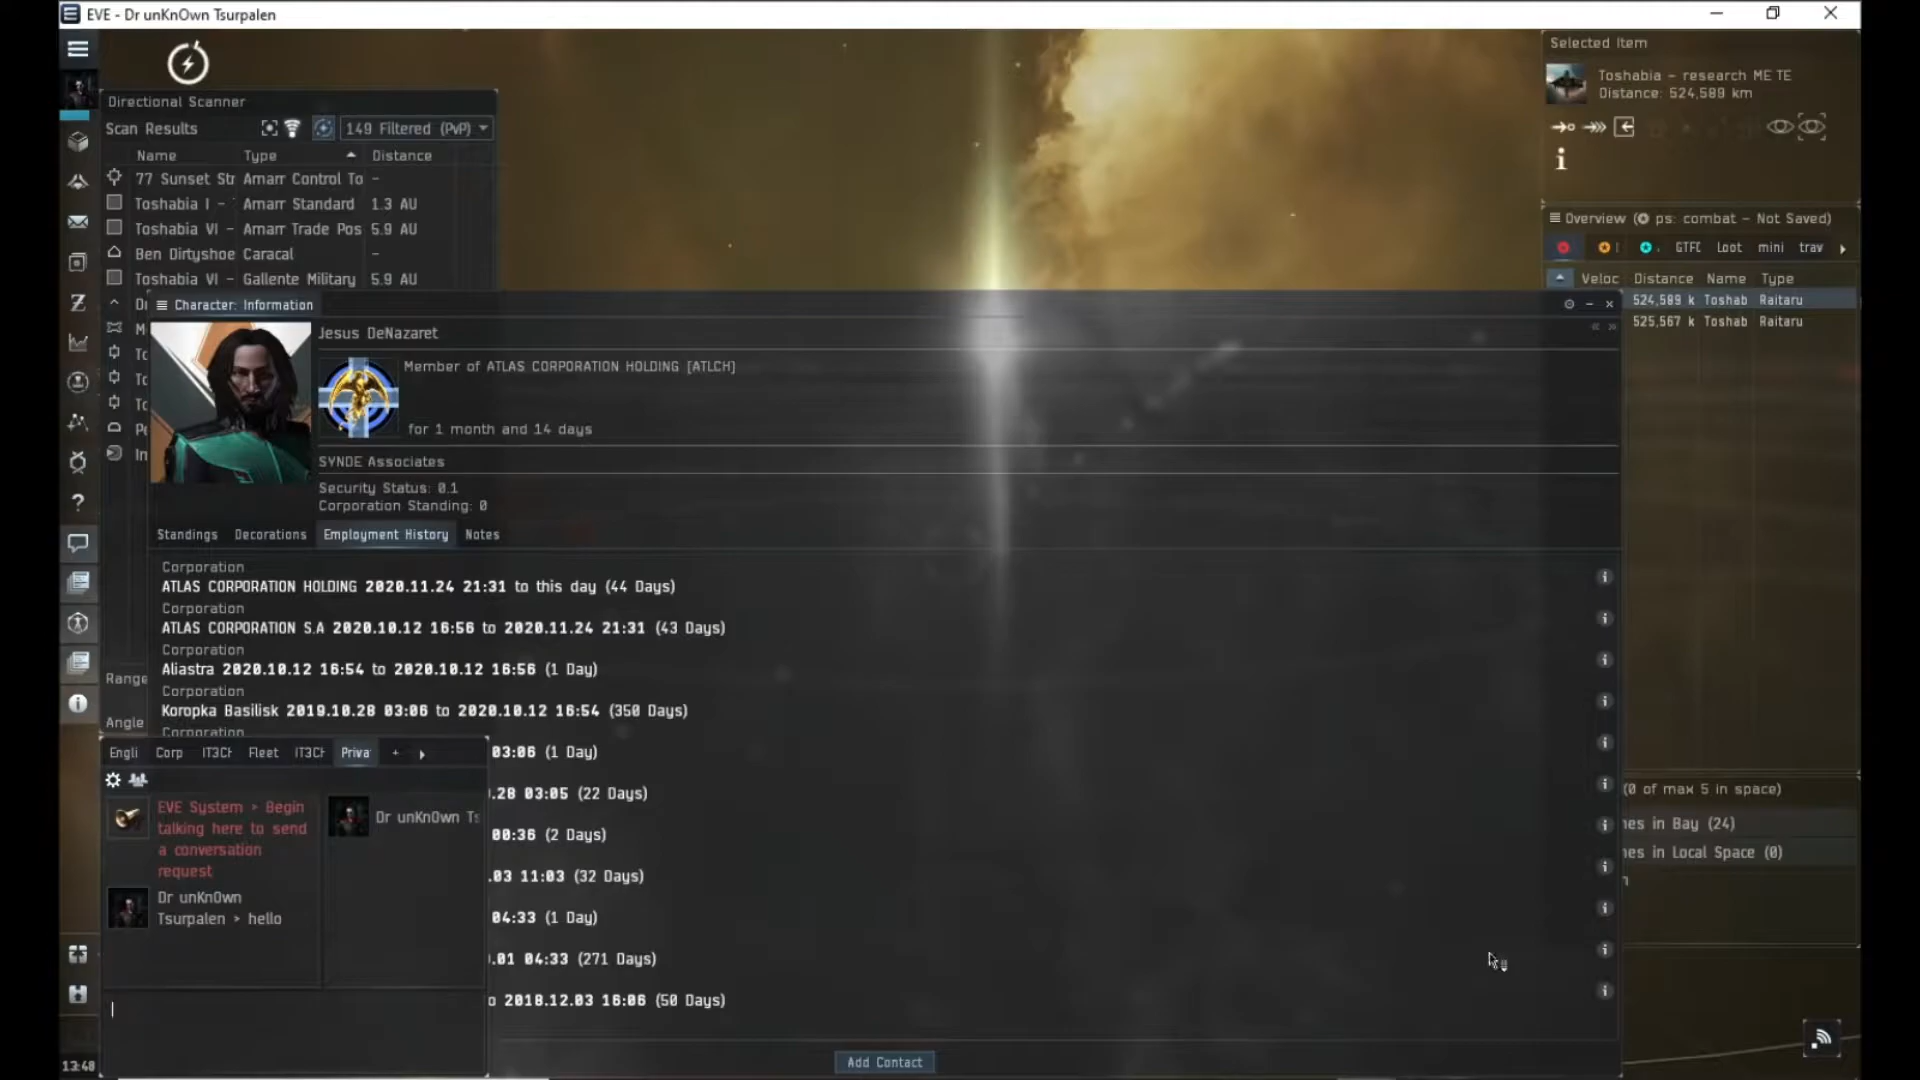 EVE - Dr unKnOwn Tsurpalen
Directional Scanner
Scan Results
149 Filtered (PvP)
Name Type Distance
77 Sunset Str Amarr Control To -
Toshabia I - Amarr Standard 1.3 AU
Toshabia VI - Amarr Trade Pos 5.9 AU
Ben Dirtyshoe Caracal -
Toshabia VI - Gallente Military 5.9 AU
Range
Angle
Selected Item
Toshabia - research ME TE
Distance: 524,589 km
Overview ( ps: combat - Not Saved)
GTFO Loot mini trav
Veloc Distance Name Type
524,589 k Toshab Raitaru
525,567 k Toshab Raitaru
(0 of max 5 in space)
nes in Bay (24)
nes in Local Space (0)
Character: Information
Jesus DeNazaret
Member of ATLAS CORPORATION HOLDING [ATLCH]
for 1 month and 14 days
SYNDE Associates
Security Status: 0.1
Corporation Standing: 0
Standings Decorations Employment History Notes
Corporation
ATLAS CORPORATION HOLDING 2020.11.24 21:31 to this day (44 Days)
Corporation
ATLAS CORPORATION S.A 2020.10.12 16:56 to 2020.11.24 21:31 (43 Days)
Corporation
Aliastra 2020.10.12 16:54 to 2020.10.12 16:56 (1 Day)
Corporation
Koropka Basilisk 2019.10.28 03:06 to 2020.10.12 16:54 (350 Days)
Corporation
03:06 (1 Day)
.28 03:05 (22 Days)
00:36 (2 Days)
.03 11:03 (32 Days)
04:33 (1 Day)
.01 04:33 (271 Days)
o 2018.12.03 16:06 (50 Days)
Add Contact
Engli Corp IT3CH Fleet IT3CH Priva +
EVE System > Begin
talking here to send
a conversation
request
Dr unKnOwn
Tsurpalen > hello
Dr unKnOwn Ts
13:48